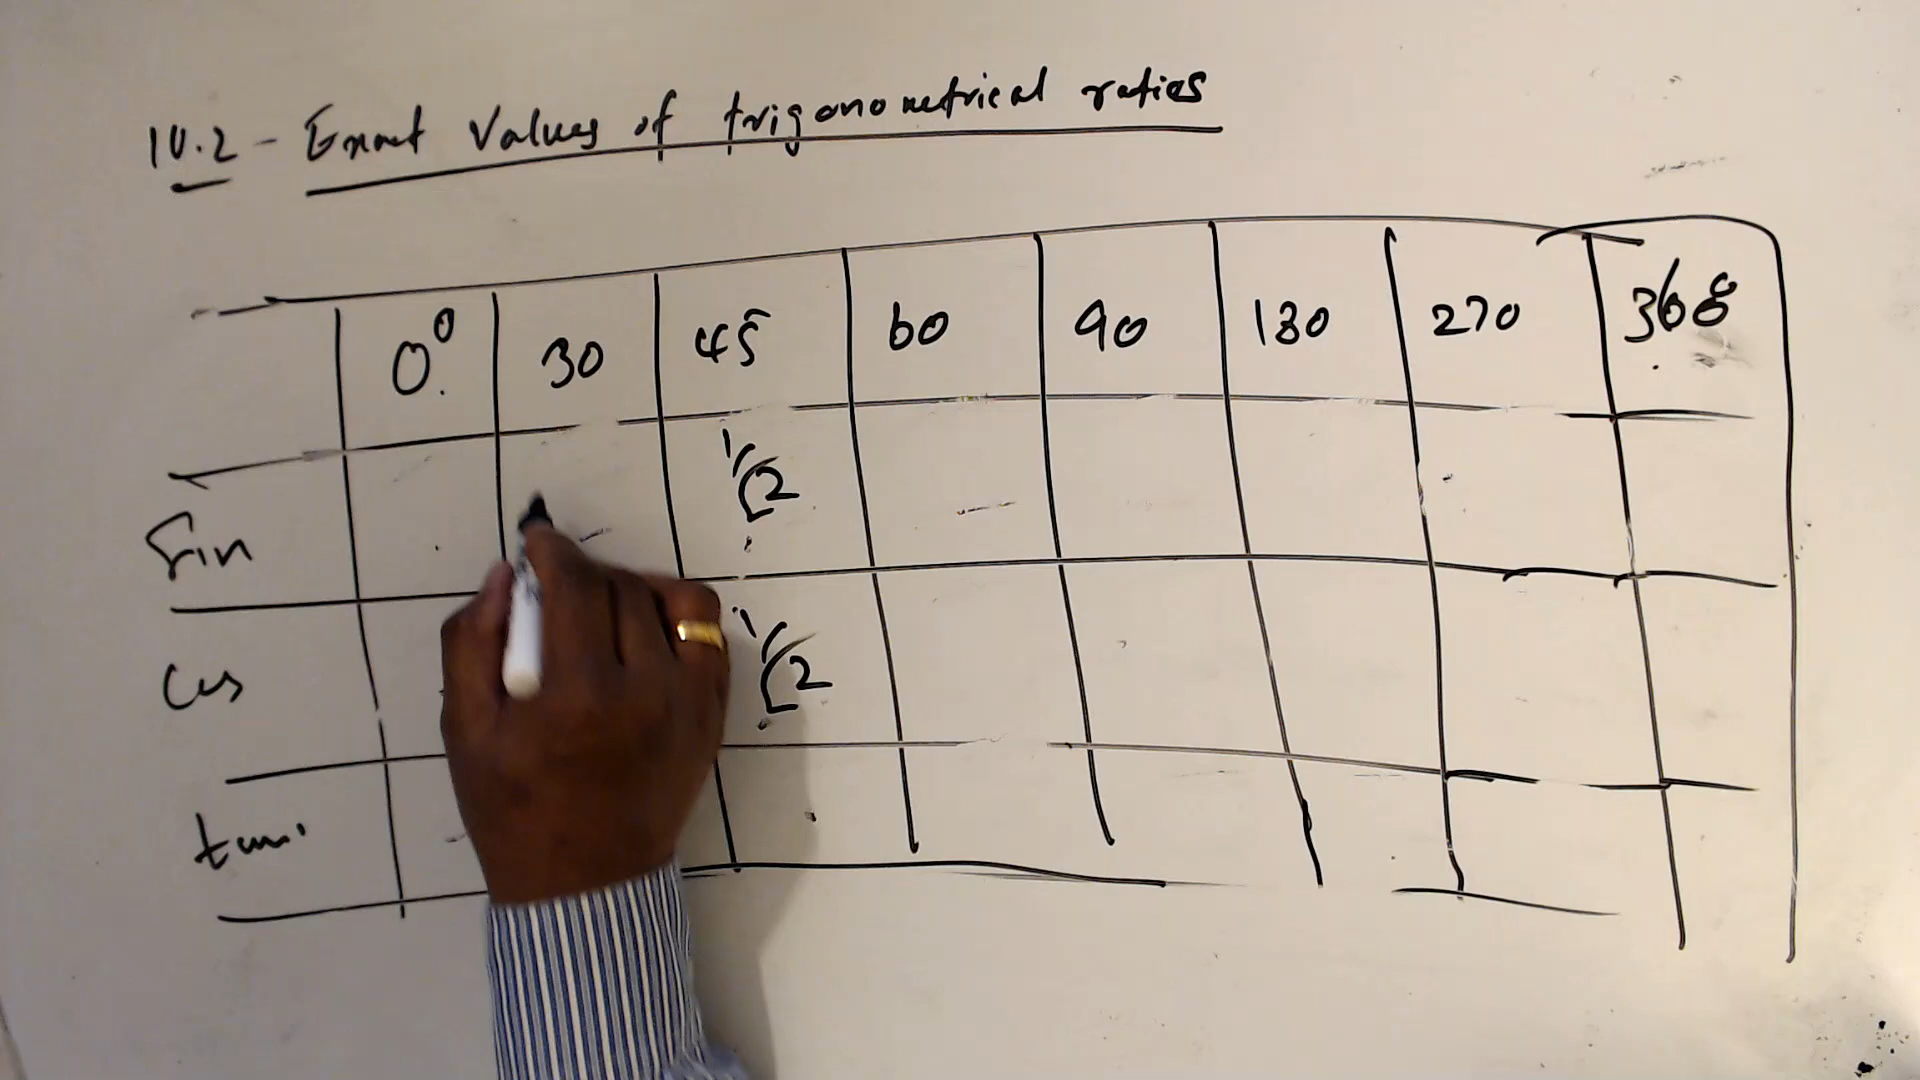 10.2 - Exact Values of trigonometrical ratios
0° 30 45 60 90 180 270 360
Sin 1/√2
Cos 1/√2
tan